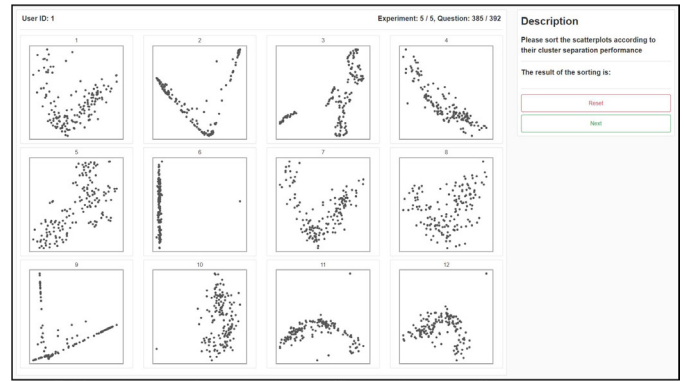 User ID: 1
Experiment: 5 / 5, Question: 385 / 392
1
2
3
4
5
6
7
8
9
10
11
12
Description
Please sort the scatterplots according to
their cluster separation performance
The result of the sorting is:
Reset
Next